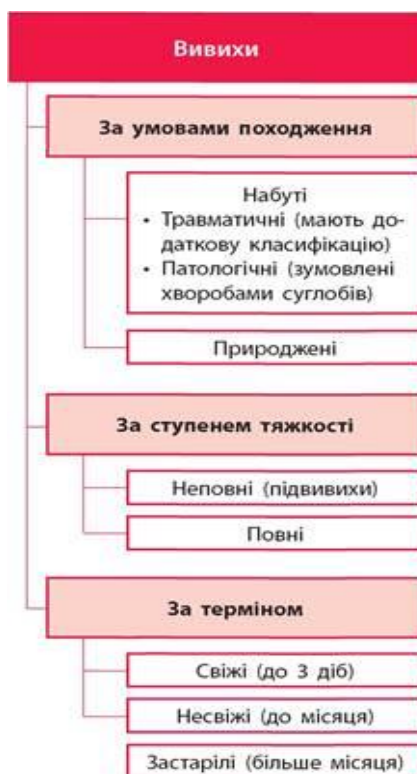 Вивихи
За умовами походження
Набуті
• Травматичні (мають до-
даткову класифікацію)
• Патологічні (зумовлені
хворобами суглобів)
Природжені
За ступенем тяжкості
Неповні (підвивихи)
Повні
За терміном
Свіжі (до 3 діб)
Несвіжі (до місяця)
Застарілі (більше місяця)